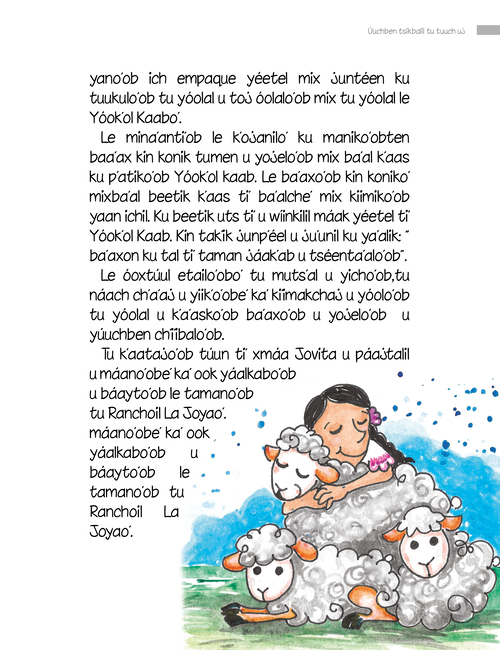 Úuchben tsikbalil tu tuuch uj
yano'ob ich empaque yéetel mix juntéen ku
tuukulo'ob tu yóolal u toj óolalo'ob mix tu yóolal le
Yóok'ol Kaabo'.
Le mina'anti'ob le k'ojanilo' ku maniko'obten
baa'ax kin konik tumen u yojelo'ob mix ba'al k'aas
ku p'atiko'ob Yóok'ol kaab. Le ba'axo'ob kin koniko'
mixba'al beetik k'aas ti' ba'alche' mix kíimiko'ob
yaan ichil. Ku beetik uts ti' u wíinklilil máak yéetel ti'
Yóok'ol Kaab. Kin tak'ik junp'éel u ju'unil ku ya'alik: "
ba'axon ku tal ti' taman jáak'ab u tséenta'alo'ob".
Le óoxtúul etailo'obo' tu muts'al u yicho'ob,tu
náach ch'a'aj u yiik'o'obe' ka' kíimakchaj u yóolo'ob
tu yóolal u k'a'asko'ob ba'axo'ob u yojelo'ob u
yúuchben chíibalo'ob.
Tu k'aatajo'ob túun ti' xmáa Jovita u páajtalil
u máano'obe' ka' ook yáalkabo'ob
u báayto'ob le tamano'ob
tu Ranchoil La Joyao'.
máano'obe' ka' ook
yáalkabo'ob u
báayto'ob le
tamano'ob tu
Ranchoil La
Joyao'.